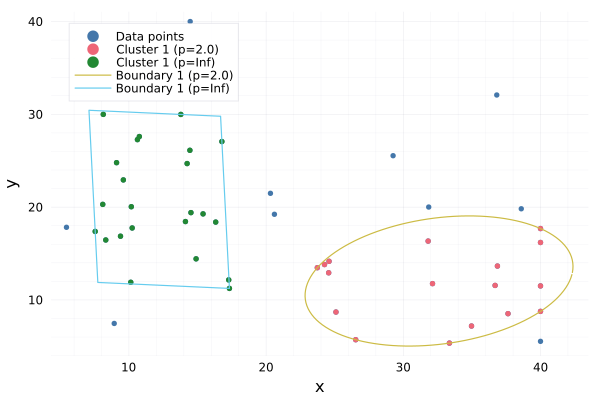 40
Data points
Cluster 1 (p=2.0)
Cluster 1 (p=Inf)
Boundary 1 (p=2.0)
Boundary 1 (p=Inf)
30
y
20
10
10 20 30 40
x